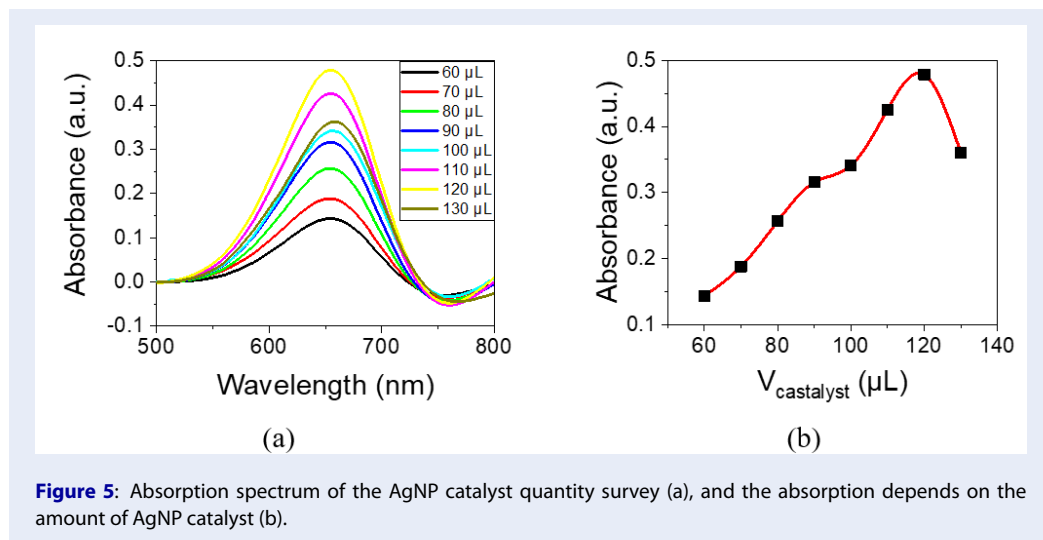 0.5
0.4
0.3
0.2
0.1
0.0
-0.1
Absorbance (a.u.)
500
600
700
800
Wavelength (nm)
60 µL
70 µL
80 µL
90 µL
100 µL
110 µL
120 µL
130 µL
(a)
0.5
0.4
0.3
0.2
0.1
Absorbance (a.u.)
60
80
100
120
140
Vcastalyst (µL)
(b)
Figure 5: Absorption spectrum of the AgNP catalyst quantity survey (a), and the absorption depends on the
amount of AgNP catalyst (b).